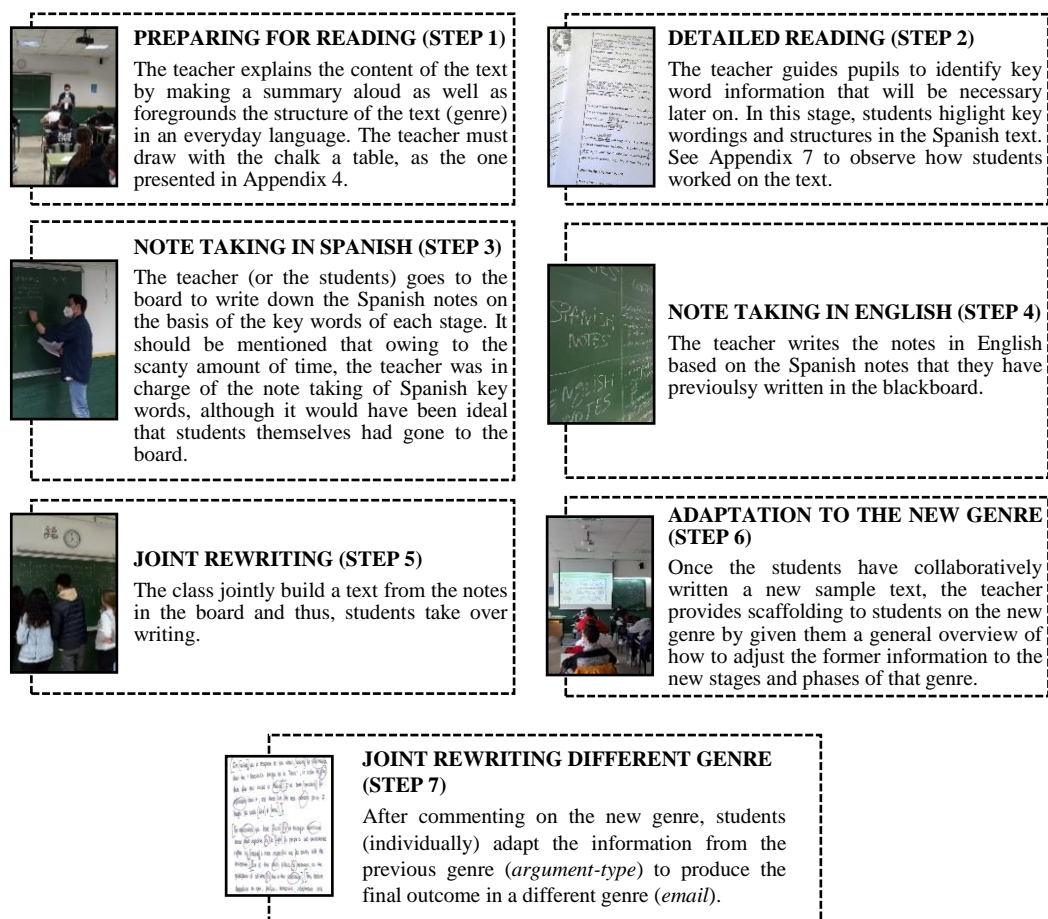 PREPARING FOR READING (STEP 1)
The teacher explains the content of the text
by making a summary aloud as well as
foregrounds the structure of the text (genre)
in an everyday language. The teacher must
draw with the chalk a table, as the one
presented in Appendix 4.
DETAILED READING (STEP 2)
The teacher guides pupils to identify key
word information that will be necessary
later on. In this stage, students higlight key
wordings and structures in the Spanish text.
See Appendix 7 to observe how students
worked on the text.
NOTE TAKING IN SPANISH (STEP 3)
The teacher (or the students) goes to the
board to write down the Spanish notes on
the basis of the key words of each stage. It
should be mentioned that owing to the
scanty amount of time, the teacher was in
charge of the note taking of Spanish key
words, although it would have been ideal
that students themselves had gone to the
board.
SPANISH
NOTES
ENGLISH
NOTES
NOTE TAKING IN ENGLISH (STEP 4)
The teacher writes the notes in English
based on the Spanish notes that they have
previoulsy written in the blackboard.
JOINT REWRITING (STEP 5)
The class jointly build a text from the notes
in the board and thus, students take over
writing.
ADAPTATION TO THE NEW GENRE
(STEP 6)
Once the students have collaboratively
written a new sample text, the teacher
provides scaffolding to students on the new
genre by given them a general overview of
how to adjust the former information to the
new stages and phases of that genre.
JOINT REWRITING DIFFERENT GENRE
(STEP 7)
After commenting on the new genre, students
(individually) adapt the information from the
previous genre (argument-type) to produce the
final outcome in a different genre (email).